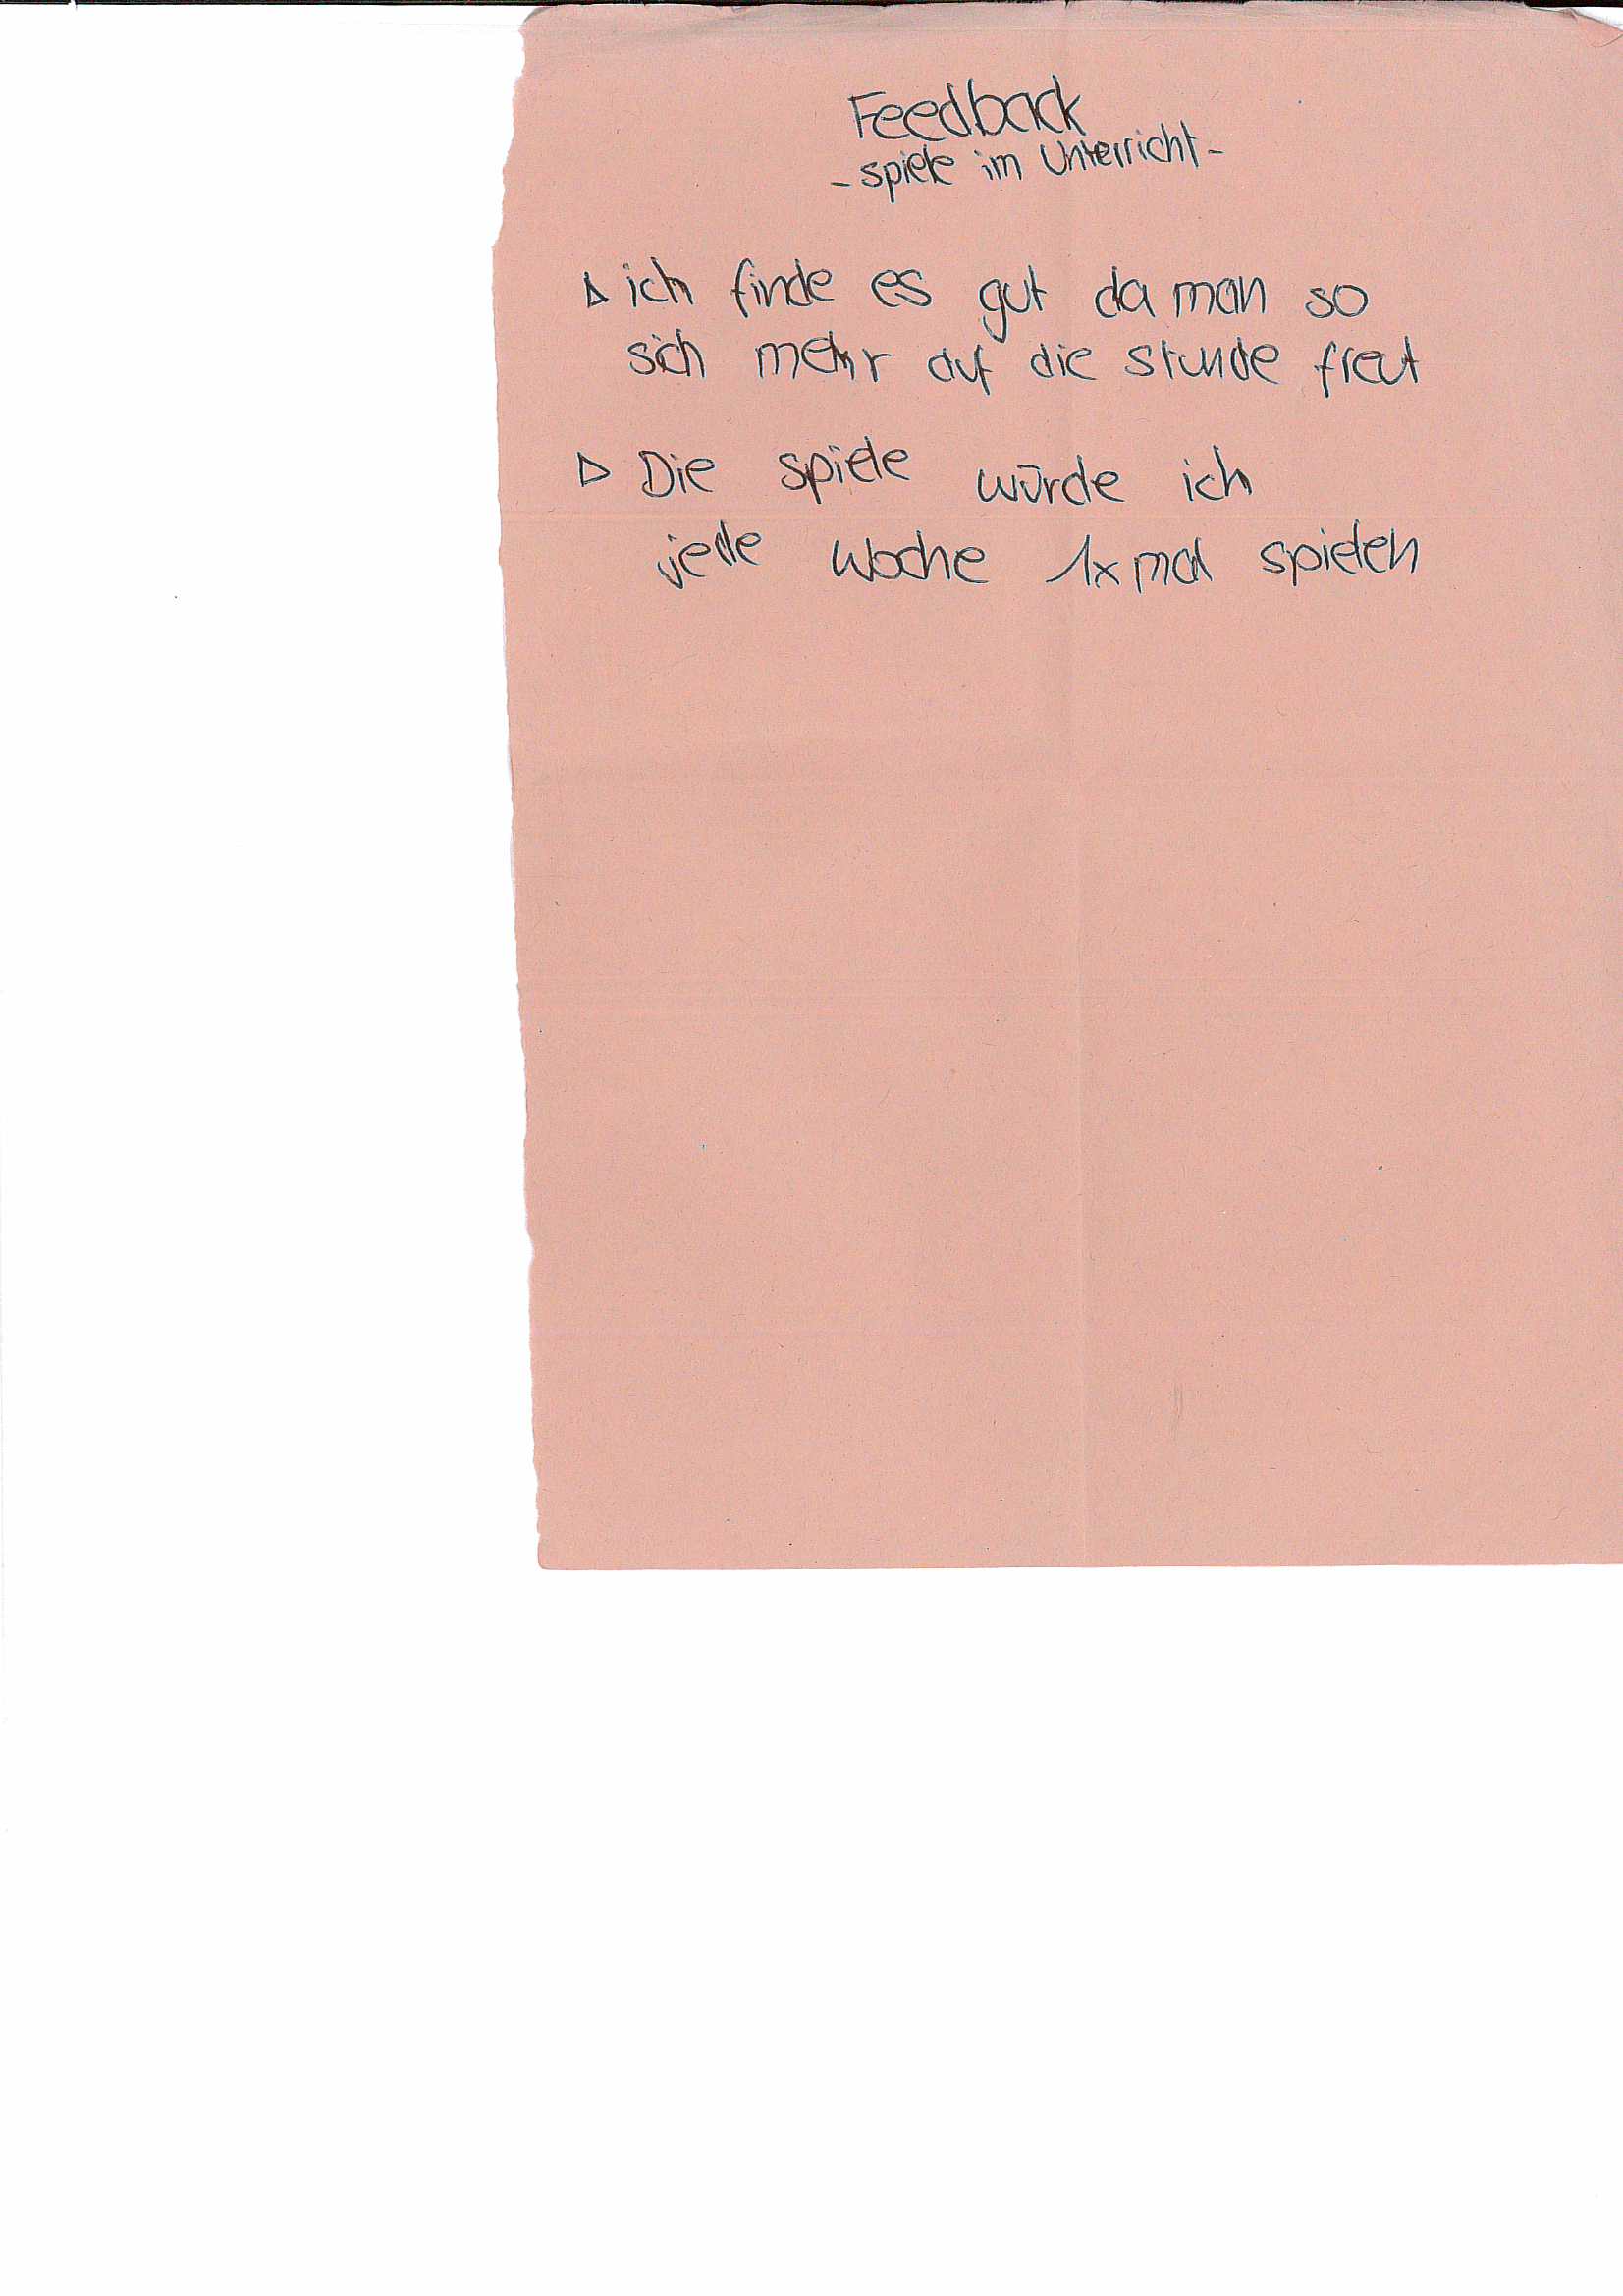 Feedback
- spiele im Unterricht -
▷ ich finde es gut da man so
sich mehr auf die stunde freut
▷ Die spiele würde ich
jede woche 1x mal spielen